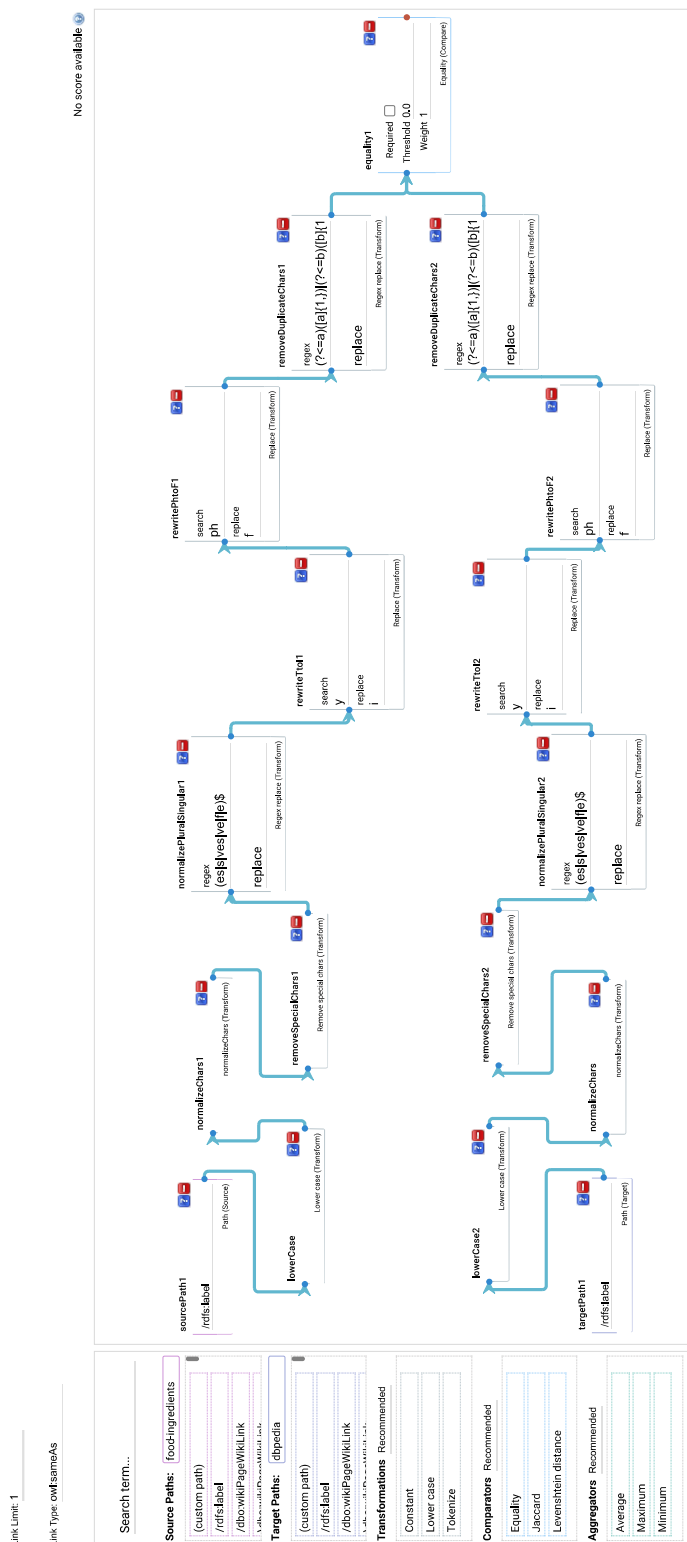 ink Limit: 1
ink Type: owl:sameAs
No score available
Search term...
Source Paths: food-ingredients
(custom path)
/rdfs:label
/dbo:wikiPageWikiLink
Target Paths: dbpedia
(custom path)
/rdfs:label
/dbo:wikiPageWikiLink
Transformations Recommended
Constant
Lower case
Tokenize
Comparators Recommended
Equality
Jaccard
Levenshtein distance
Aggregators Recommended
Average
Maximum
Minimum
sourcePath1
/rdfs:label
Path (Source)
lowerCase
Lower case (Transform)
normalizeChars1
normalizeChars (Transform)
removeSpecialChars1
Remove special chars (Transform)
normalizePluralSingular1
regex
(es|s|ves|ve|f|e)$
replace
Regex replace (Transform)
rewriteTtoI1
search
y
replace
i
Replace (Transform)
rewritePhtoF1
search
ph
replace
f
Replace (Transform)
removeDuplicateChars1
regex
(?<=a)([a]{1,})|(?<=b)([b]{1
replace
Regex replace (Transform)
equality1
Required
Threshold 0.0
Weight 1
Equality (Compare)
targetPath1
/rdfs:label
Path (Target)
lowerCase2
Lower case (Transform)
normalizeChars
normalizeChars (Transform)
removeSpecialChars2
Remove special chars (Transform)
normalizePluralSingular2
regex
(es|s|ves|ve|f|e)$
replace
Regex replace (Transform)
rewriteTtoI2
search
y
replace
i
Replace (Transform)
rewritePhtoF2
search
ph
replace
f
Replace (Transform)
removeDuplicateChars2
regex
(?<=a)([a]{1,})|(?<=b)([b]{1
replace
Regex replace (Transform)